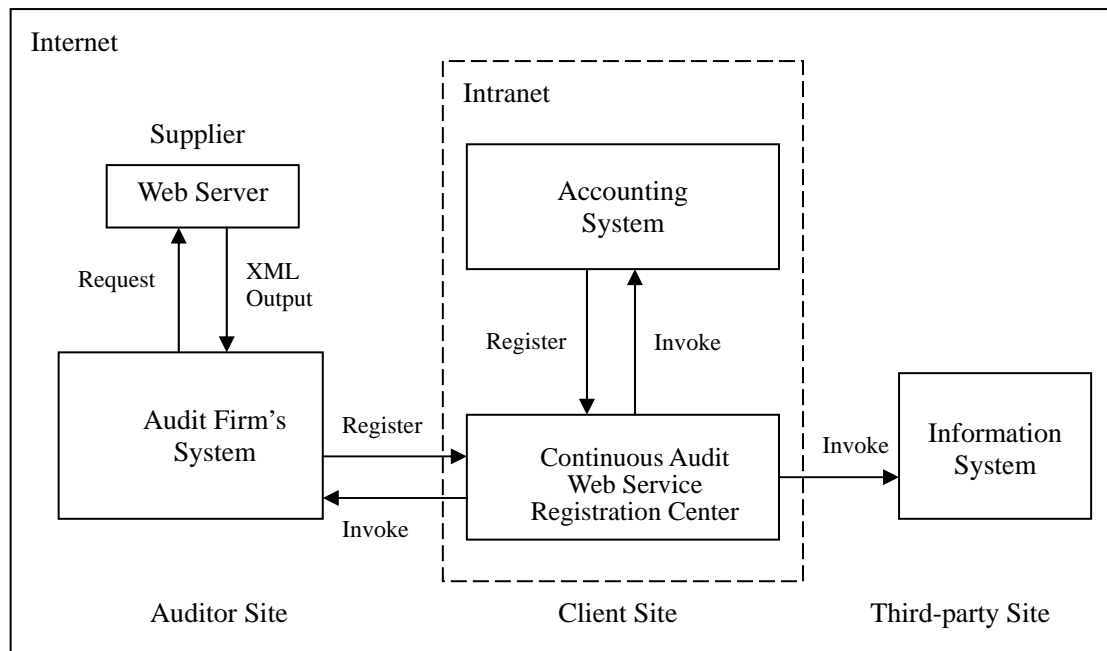 Internet
Intranet
Supplier
Web Server
Accounting
System
Request
XML
Output
Register
Invoke
Audit Firm's
System
Register
Invoke
Continuous Audit
Web Service
Registration Center
Invoke
Information
System
Auditor Site
Client Site
Third-party Site